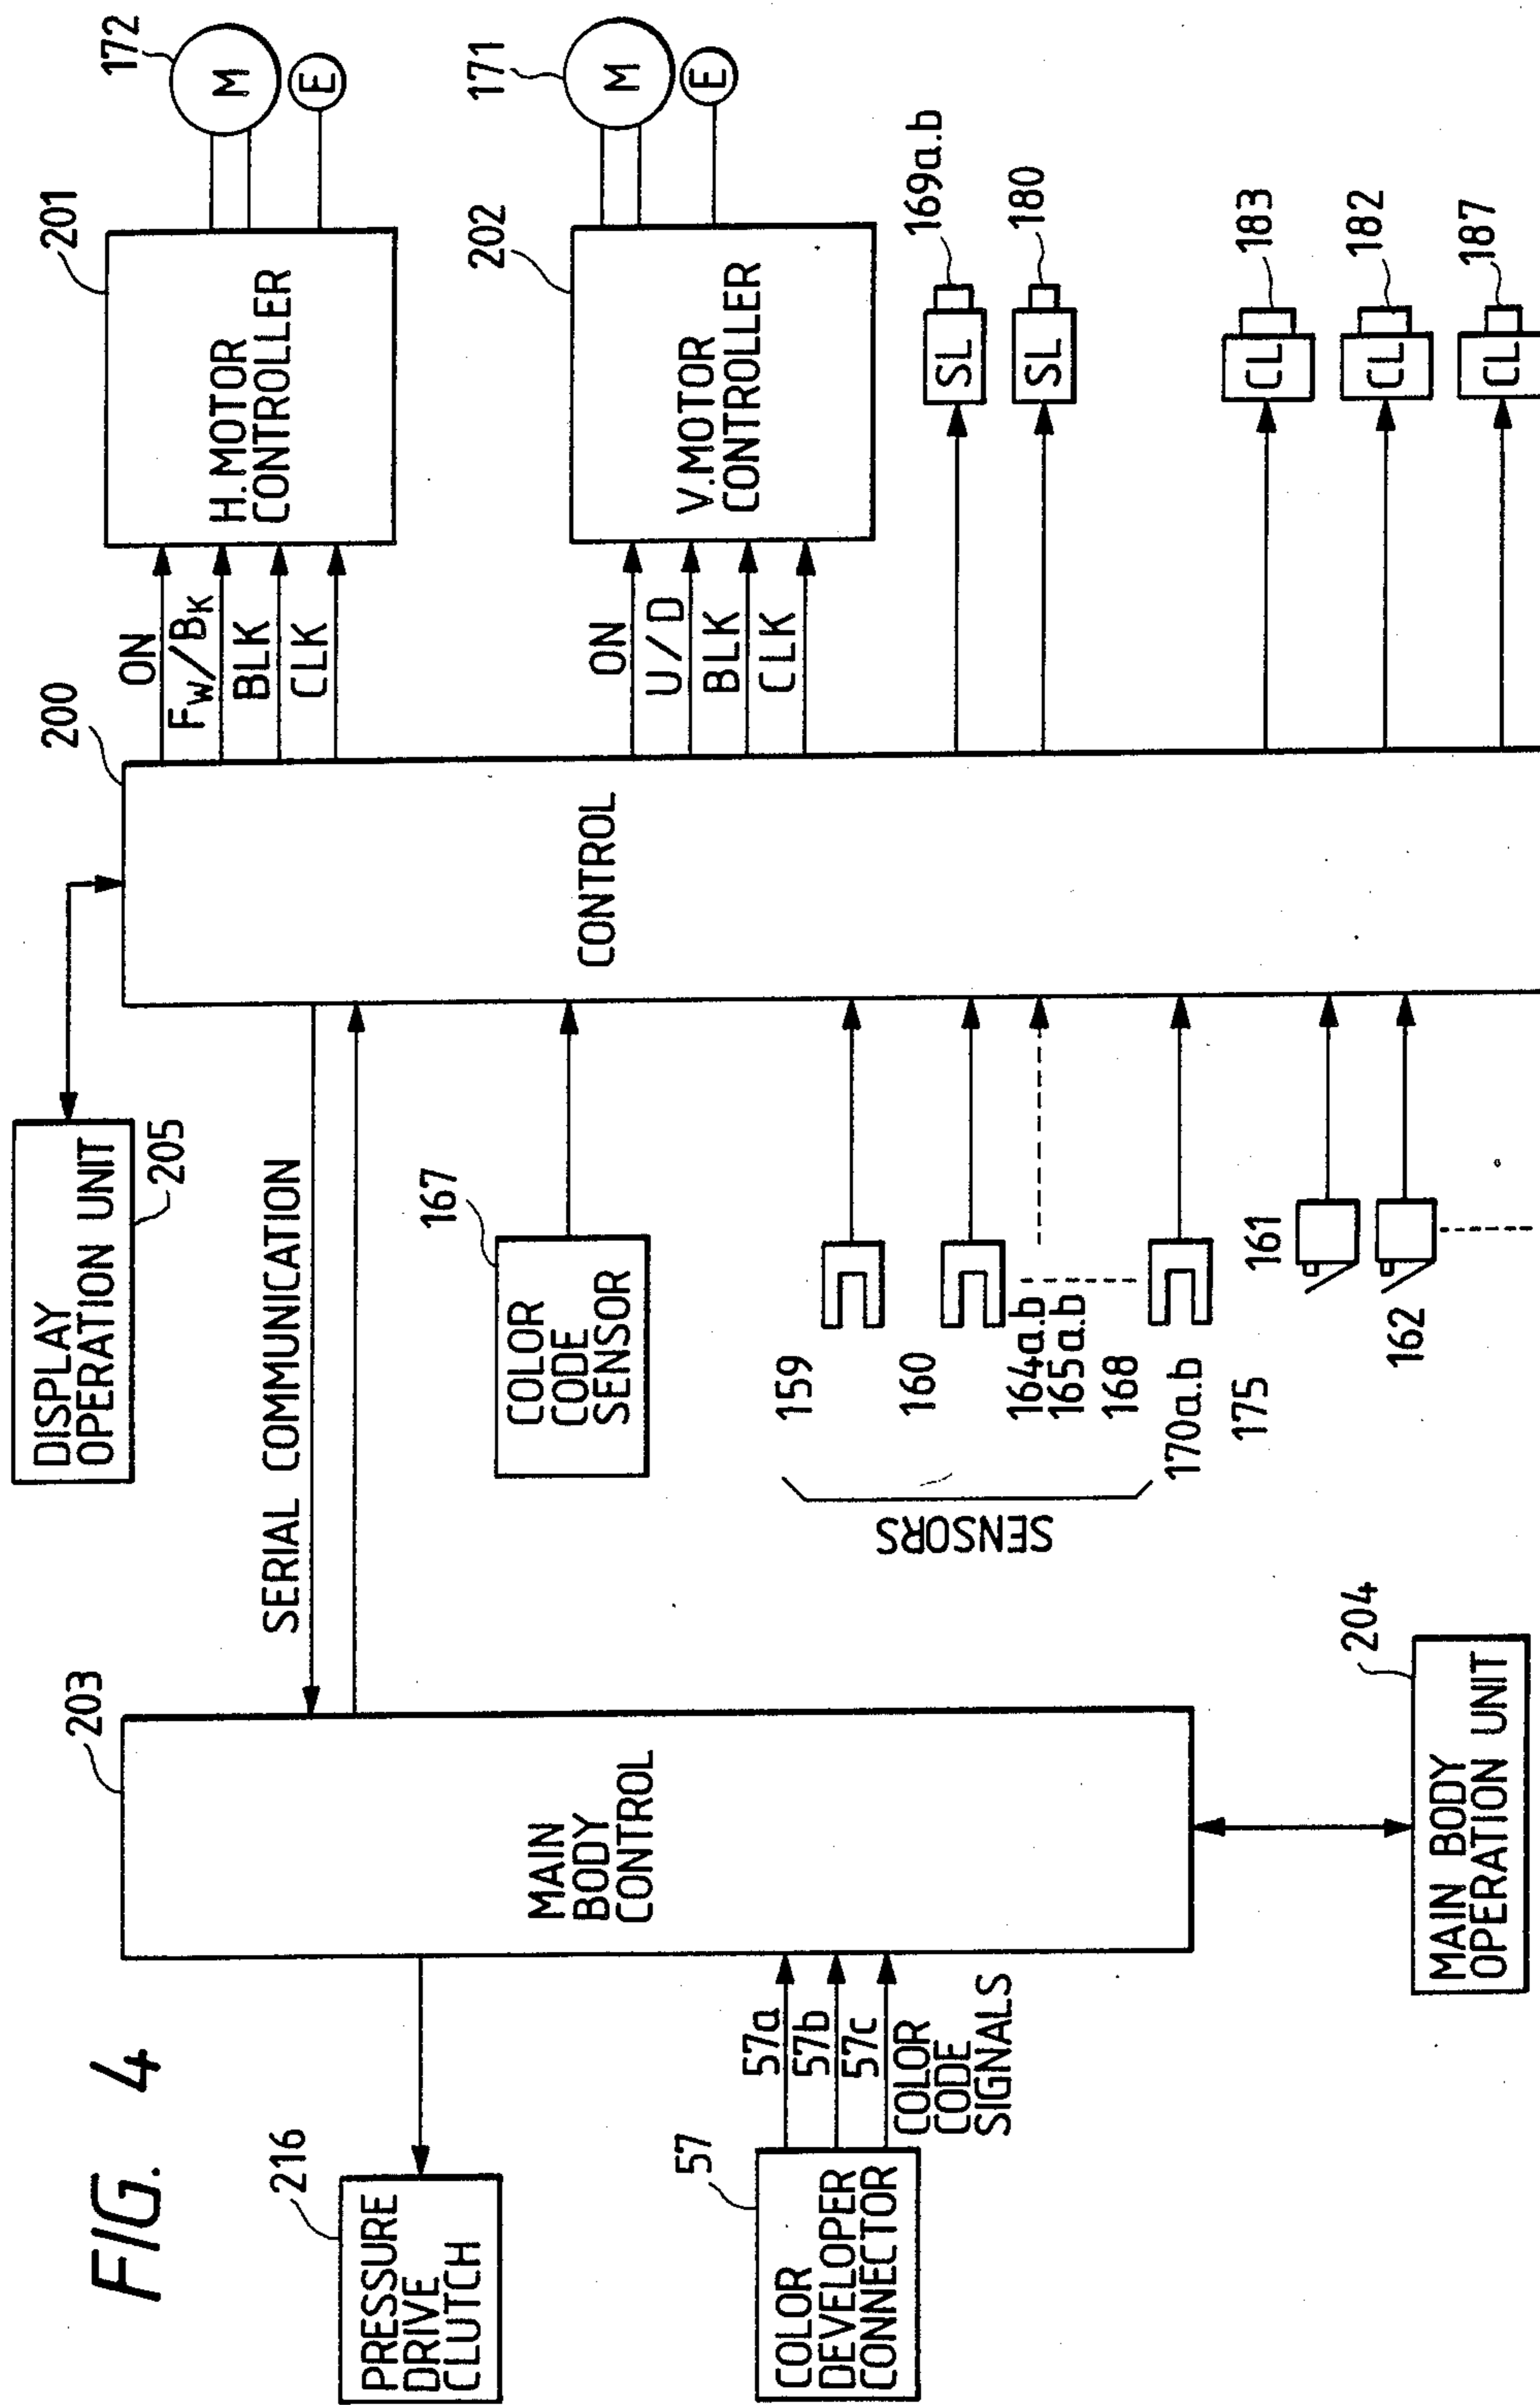 FIG. 4
DISPLAY
OPERATION UNIT
205
203
SERIAL COMMUNICATION
200
201
172
216
PRESSURE
DRIVE
CLUTCH
MAIN
BODY
CONTROL
167
COLOR
CODE
SENSOR
CONTROL
ON
FW/BK
BLK
CLK
H.MOTOR
CONTROLLER
M
E
202
171
ON
U/D
BLK
CLK
V.MOTOR
CONTROLLER
M
E
57
COLOR
DEVELOPER
CONNECTOR
57a
57b
57c
COLOR
CODE
SIGNALS
SENSORS
159
160
164a.b
165a.b
168
170a.b
175
161
162
SL
169a.b
SL
180
CL
183
CL
182
CL
187
204
MAIN BODY
OPERATION UNIT